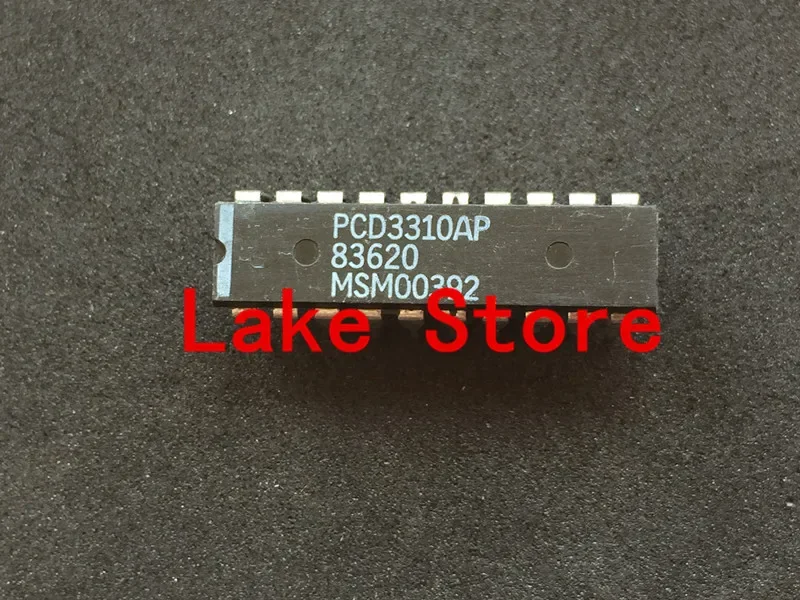 PCD3310AP
83620
MSM00392
Lake Store